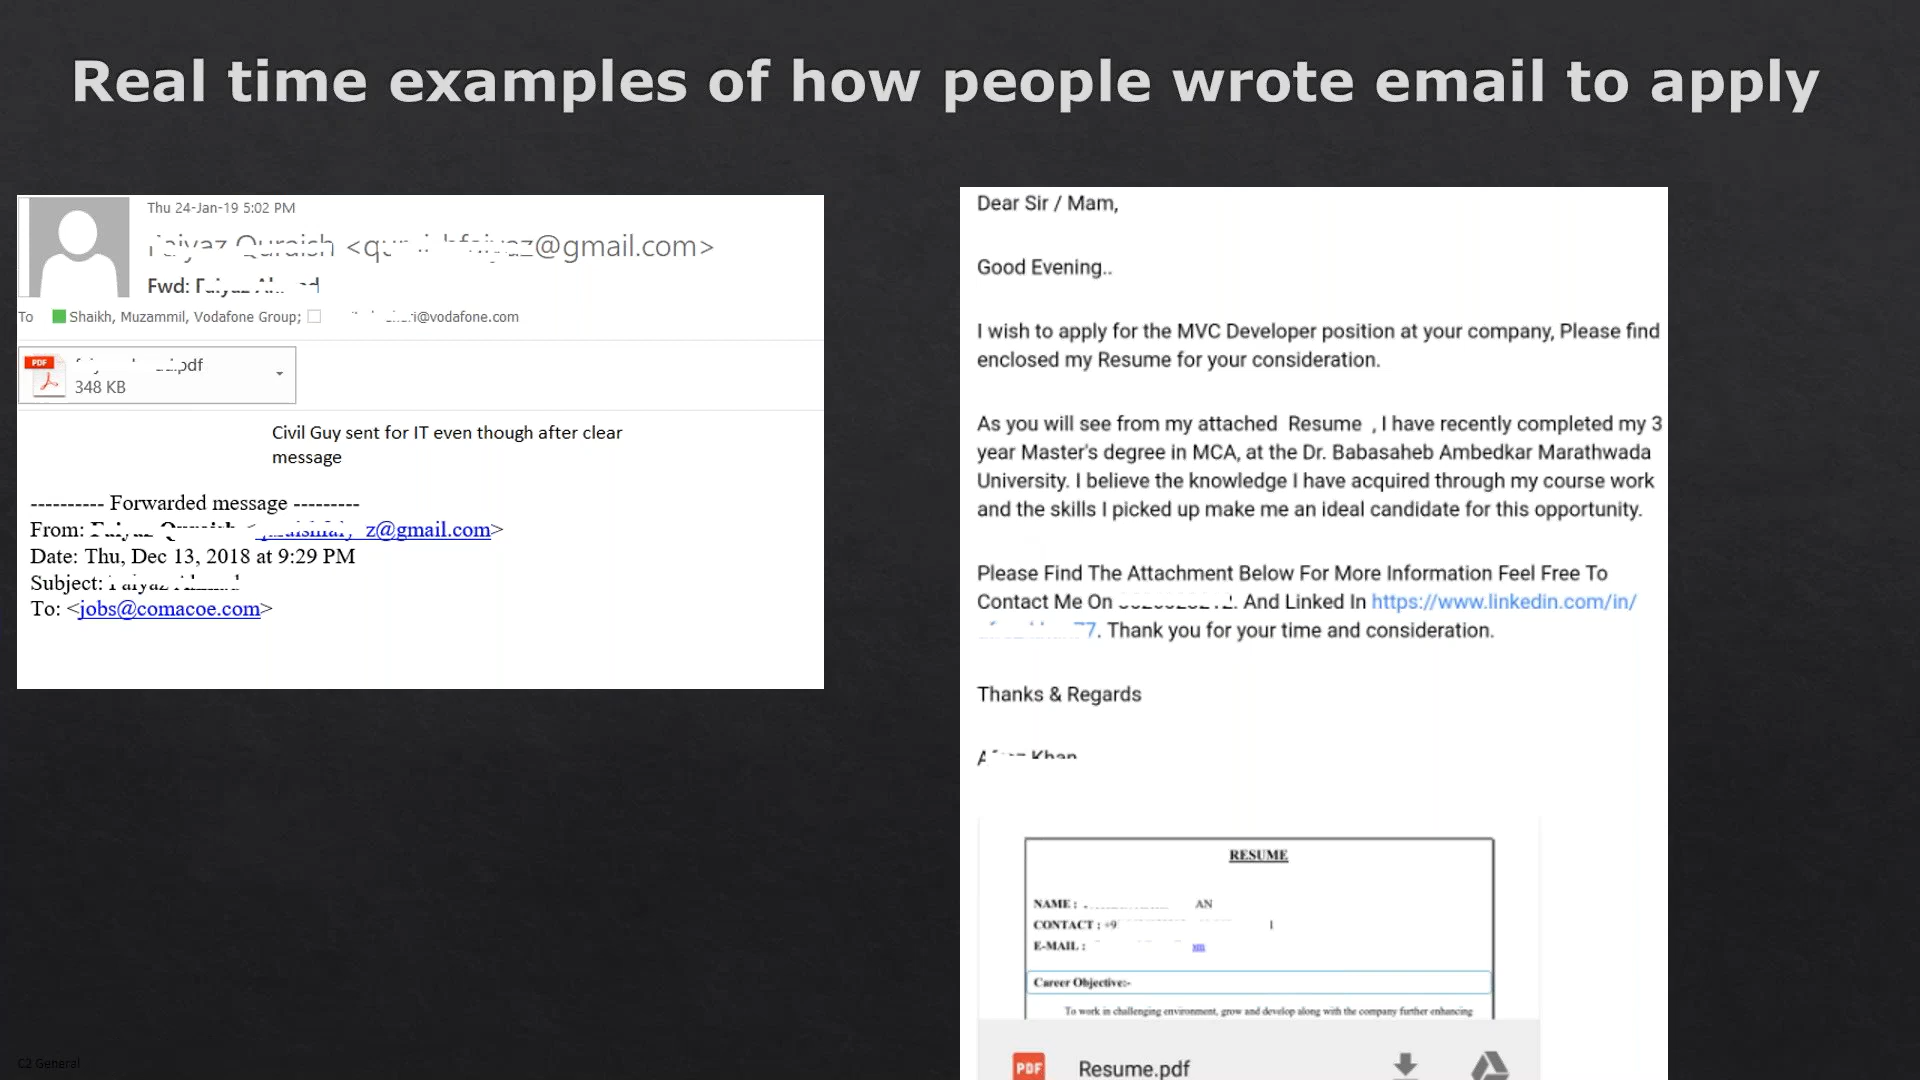 Real time examples of how people wrote email to apply
Thu 24-Jan-19 5:02 PM
@gmail.com>
Fwd:
To Shaikh, Muzammil, Vodafone Group;
@vodafone.com
PDF
.pdf
348 KB
Civil Guy sent for IT even though after clear
message
---------- Forwarded message ---------
From: z@gmail.com>
Date: Thu, Dec 13, 2018 at 9:29 PM
Subject:
To: <jobs@comacoe.com>
Dear Sir / Mam,
Good Evening..
I wish to apply for the MVC Developer position at your company, Please find
enclosed my Resume for your consideration.
As you will see from my attached Resume , I have recently completed my 3
year Master's degree in MCA, at the Dr. Babasaheb Ambedkar Marathwada
University. I believe the knowledge I have acquired through my course work
and the skills I picked up make me an ideal candidate for this opportunity.
Please Find The Attachment Below For More Information Feel Free To
Contact Me On . And Linked In https://www.linkedin.com/in/
7. Thank you for your time and consideration.
Thanks & Regards
RESUME
NAME : AN
CONTACT : +9
E-MAIL :
Career Objective:-
To work in challenging environment, grow and develop along with the company further enhancing
PDF
Resume.pdf
C2 General